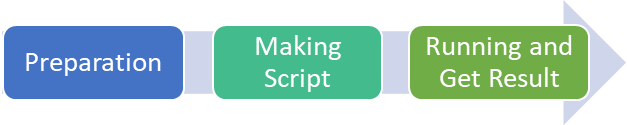 Preparation
Making
Script
Running and
Get Result